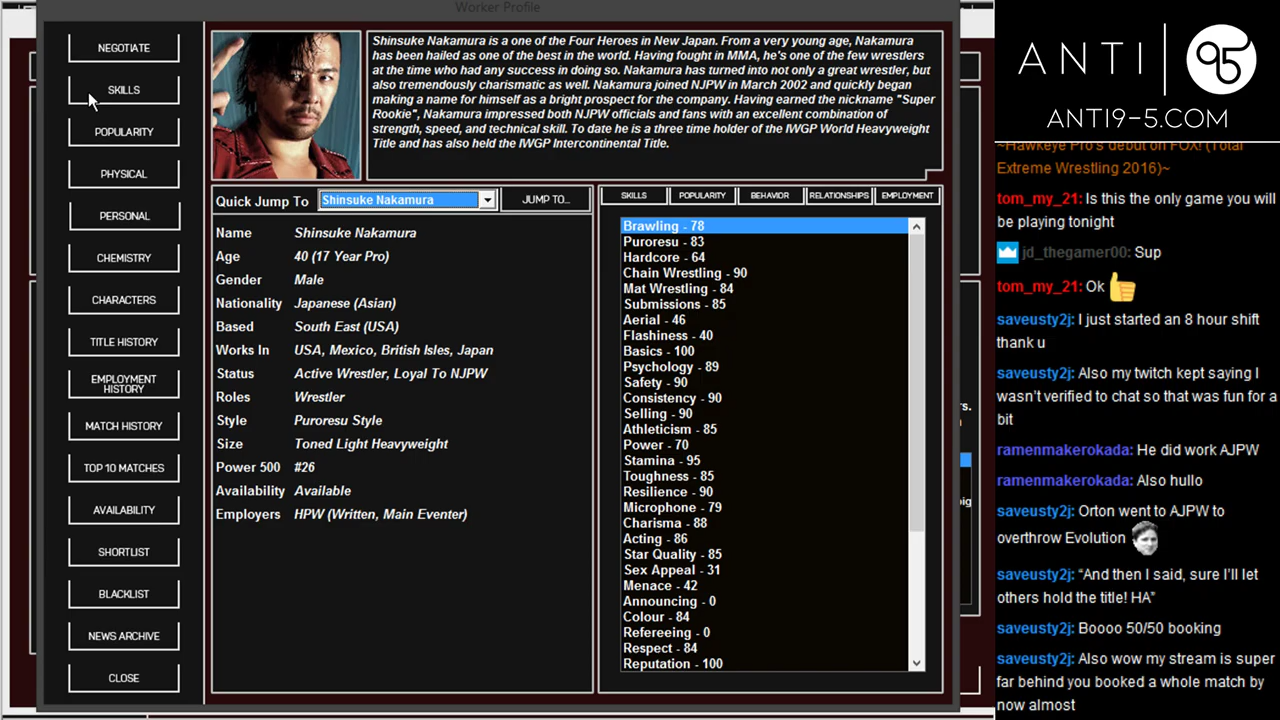 Worker Profile
NEGOTIATE
SKILLS
POPULARITY
PHYSICAL
PERSONAL
CHEMISTRY
CHARACTERS
TITLE HISTORY
EMPLOYMENT
HISTORY
MATCH HISTORY
TOP 10 MATCHES
AVAILABILITY
SHORTLIST
BLACKLIST
NEWS ARCHIVE
CLOSE
Shinsuke Nakamura is a one of the Four Heroes in New Japan. From a very young age, Nakamura
has been hailed as one of the best in the world. Having fought in MMA, he's one of the few wrestlers
at the time who had any success in doing so. Nakamura has turned into not only a great wrestler, but
also tremendously charismatic as well. Nakamura joined NJPW in March 2002 and quickly began
making a name for himself as a bright prospect for the company. Having earned the nickname "Super
Rookie", Nakamura impressed both NJPW officials and fans with an excellent combination of
strength, speed, and technical skill. To date he is a three time holder of the IWGP World Heavyweight
Title and has also held the IWGP Intercontinental Title.
Quick Jump To
Shinsuke Nakamura
JUMP TO...
Name Shinsuke Nakamura
Age 40 (17 Year Pro)
Gender Male
Nationality Japanese (Asian)
Based South East (USA)
Works In USA, Mexico, British Isles, Japan
Status Active Wrestler, Loyal To NJPW
Roles Wrestler
Style Puroresu Style
Size Toned Light Heavyweight
Power 500 #26
Availability Available
Employers HPW (Written, Main Eventer)
SKILLS POPULARITY BEHAVIOR RELATIONSHIPS EMPLOYMENT
Brawling - 78
Puroresu - 83
Hardcore - 64
Chain Wrestling - 90
Mat Wrestling - 84
Submissions - 85
Aerial - 46
Flashiness - 40
Basics - 100
Psychology - 89
Safety - 90
Consistency - 90
Selling - 90
Athleticism - 85
Power - 70
Stamina - 95
Toughness - 85
Resilience - 90
Microphone - 79
Charisma - 88
Acting - 86
Star Quality - 85
Sex Appeal - 31
Menace - 42
Announcing - 0
Colour - 84
Refereeing - 0
Respect - 84
Reputation - 100
ANTI 95
ANTI9-5.COM
~Hawkeye Pro's debut on FOX! (Total
Extreme Wrestling 2016)~
tom_my_21: Is this the only game you will
be playing tonight
jd_thegamer00: Sup
tom_my_21: Ok
saveusty2j: I just started an 8 hour shift
thank u
saveusty2j: Also my twitch kept saying I
wasn't verified to chat so that was fun for a
bit
ramenmakerokada: He did work AJPW
ramenmakerokada: Also hullo
saveusty2j: Orton went to AJPW to
overthrow Evolution
saveusty2j: "And then I said, sure I'll let
others hold the title! HA"
saveusty2j: Boooo 50/50 booking
saveusty2j: Also wow my stream is super
far behind you booked a whole match by
now almost